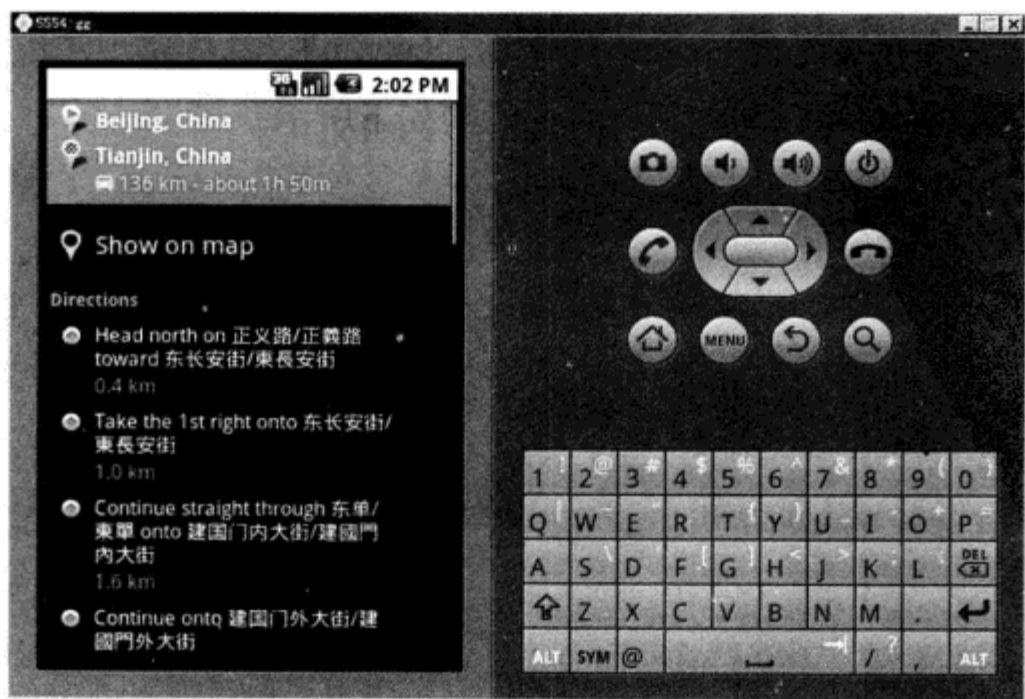 5554:gg
2:02 PM
Beijing, China
Tianjin, China
136 km - about 1h 50m
Show on map
Directions
Head north on 正义路/正義路
toward 东长安街/東長安街
0.4 km
Take the 1st right onto 东长安街/
東長安街
1.0 km
Continue straight through 东单/
東單 onto 建国门内大街/建國門
內大街
1.6 km
Continue onto 建国门外大街/建
國門外大街
MENU
1 ! 2 @ 3 # 4 $ 5 % 6 ^ 7 & 8 * 9 ( 0 )
Q W E R T { Y } U I O + P =
A S \ D F [ G ] H < J > K L DEL
Z X C V B N M .
ALT SYM @ / ? , ALT